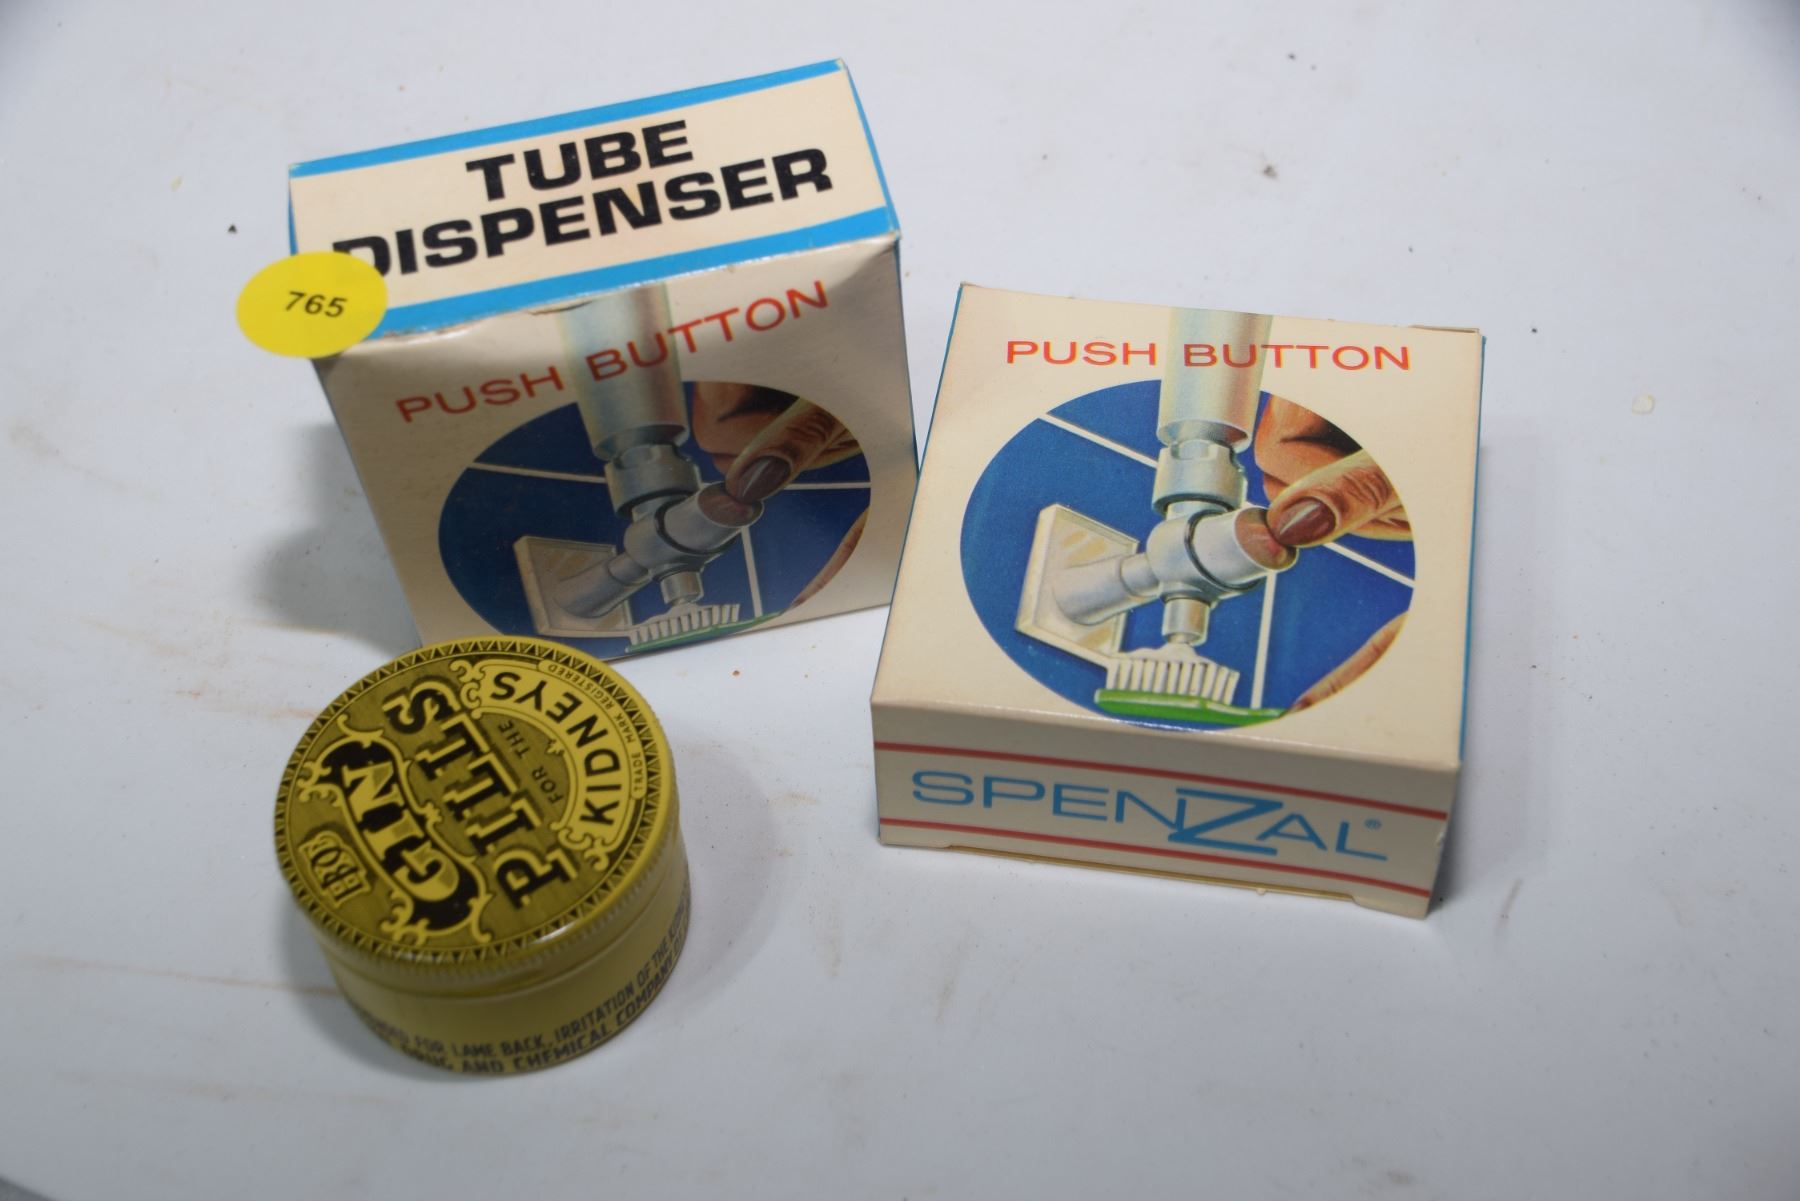 TUBE
DISPENSER
765
PUSH BUTTON
PUSH BUTTON
SPENZAL®
GIN
PILLS
FOR THE
KIDNEYS
TRADE MARK REGISTERED
FOR LAME BACK, IRRITATION OF THE
DRUG AND CHEMICAL COMPANY